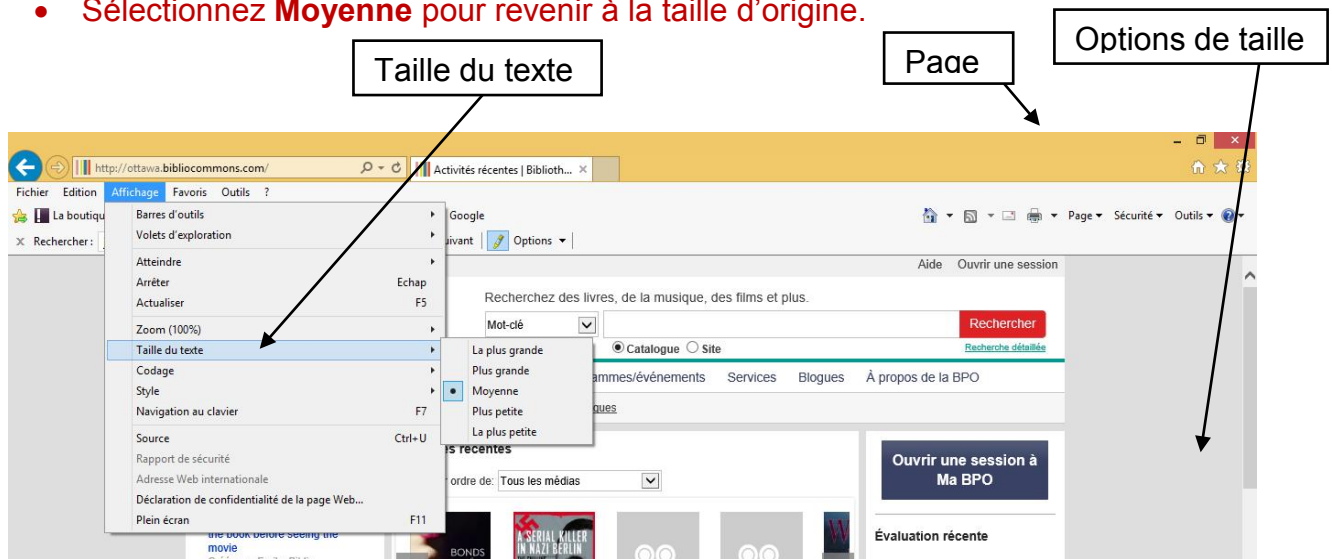 • Sélectionnez Moyenne pour revenir à la taille d'origine.
Taille du texte
Page
Options de taille
http://ottawa.bibliocommons.com/
Activités récentes | Biblioth...
Fichier Edition Affichage Favoris Outils ?
La boutiqu
Google
Page Sécurité Outils
x Rechercher:
uivant Options
Barres d'outils
Volets d'exploration
Atteindre
Arrêter Echap
Actualiser F5
Zoom (100%)
Taille du texte
Codage
Style
Navigation au clavier F7
Source Ctrl+U
Rapport de sécurité
Adresse Web internationale
Déclaration de confidentialité de la page Web...
Plein écran F11
La plus grande
Plus grande
Moyenne
Plus petite
La plus petite
Aide Ouvrir une session
Recherchez des livres, de la musique, des films et plus.
Mot-clé Rechercher
Catalogue Site Recherche détaillée
ammes/événements Services Blogues À propos de la BPO
ques
es récentes
ordre de: Tous les médias
Ouvrir une session à
Ma BPO
Évaluation récente
the book before seeing the
movie
BONDS
A SERIAL KILLER
IN NAZI BERLIN